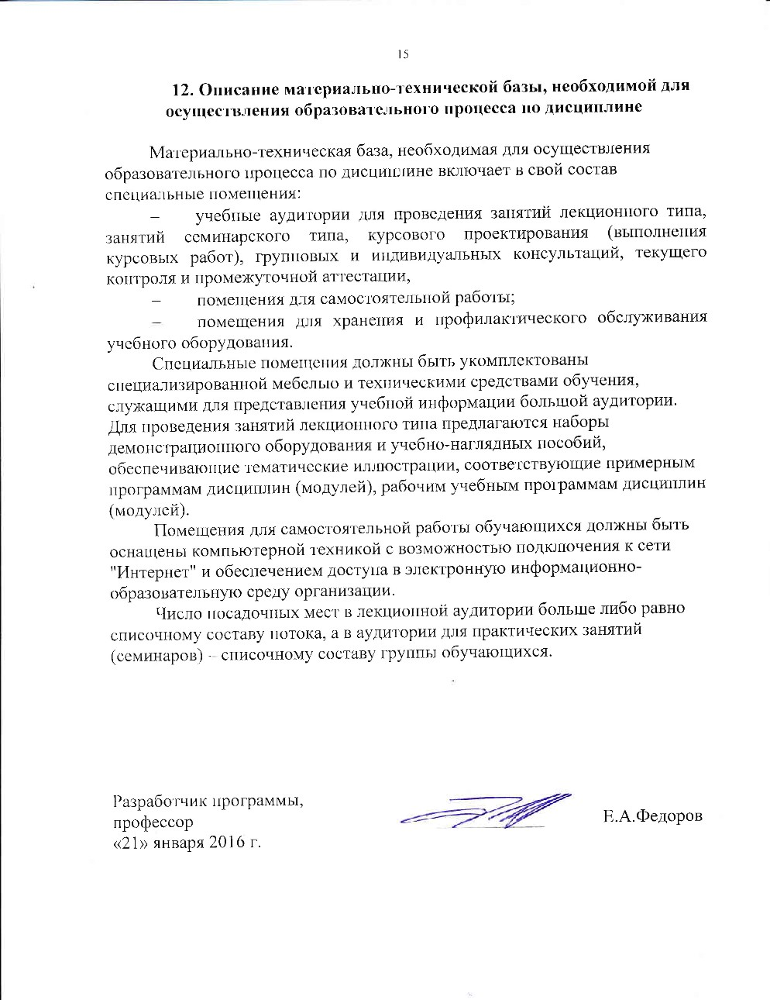 15
12. Описание материально-технической базы, необходимой для
осуществления образовательного процесса по дисциплине
Материально-техническая база, необходимая для осуществления
образовательного процесса по дисциплине включает в свой состав
специальные помещения:
– учебные аудитории для проведения занятий лекционного типа,
занятий семинарского типа, курсового проектирования (выполнения
курсовых работ), групповых и индивидуальных консультаций, текущего
контроля и промежуточной аттестации,
– помещения для самостоятельной работы;
– помещения для хранения и профилактического обслуживания
учебного оборудования.
Специальные помещения должны быть укомплектованы
специализированной мебелью и техническими средствами обучения,
служащими для представления учебной информации большой аудитории.
Для проведения занятий лекционного типа предлагаются наборы
демонстрационного оборудования и учебно-наглядных пособий,
обеспечивающие тематические иллюстрации, соответствующие примерным
программам дисциплин (модулей), рабочим учебным программам дисциплин
(модулей).
Помещения для самостоятельной работы обучающихся должны быть
оснащены компьютерной техникой с возможностью подключения к сети
"Интернет" и обеспечением доступа в электронную информационно-
образовательную среду организации.
Число посадочных мест в лекционной аудитории больше либо равно
списочному составу потока, а в аудитории для практических занятий
(семинаров) – списочному составу группы обучающихся.
Разработчик программы,
профессор
Е.А.Федоров
«21» января 2016 г.